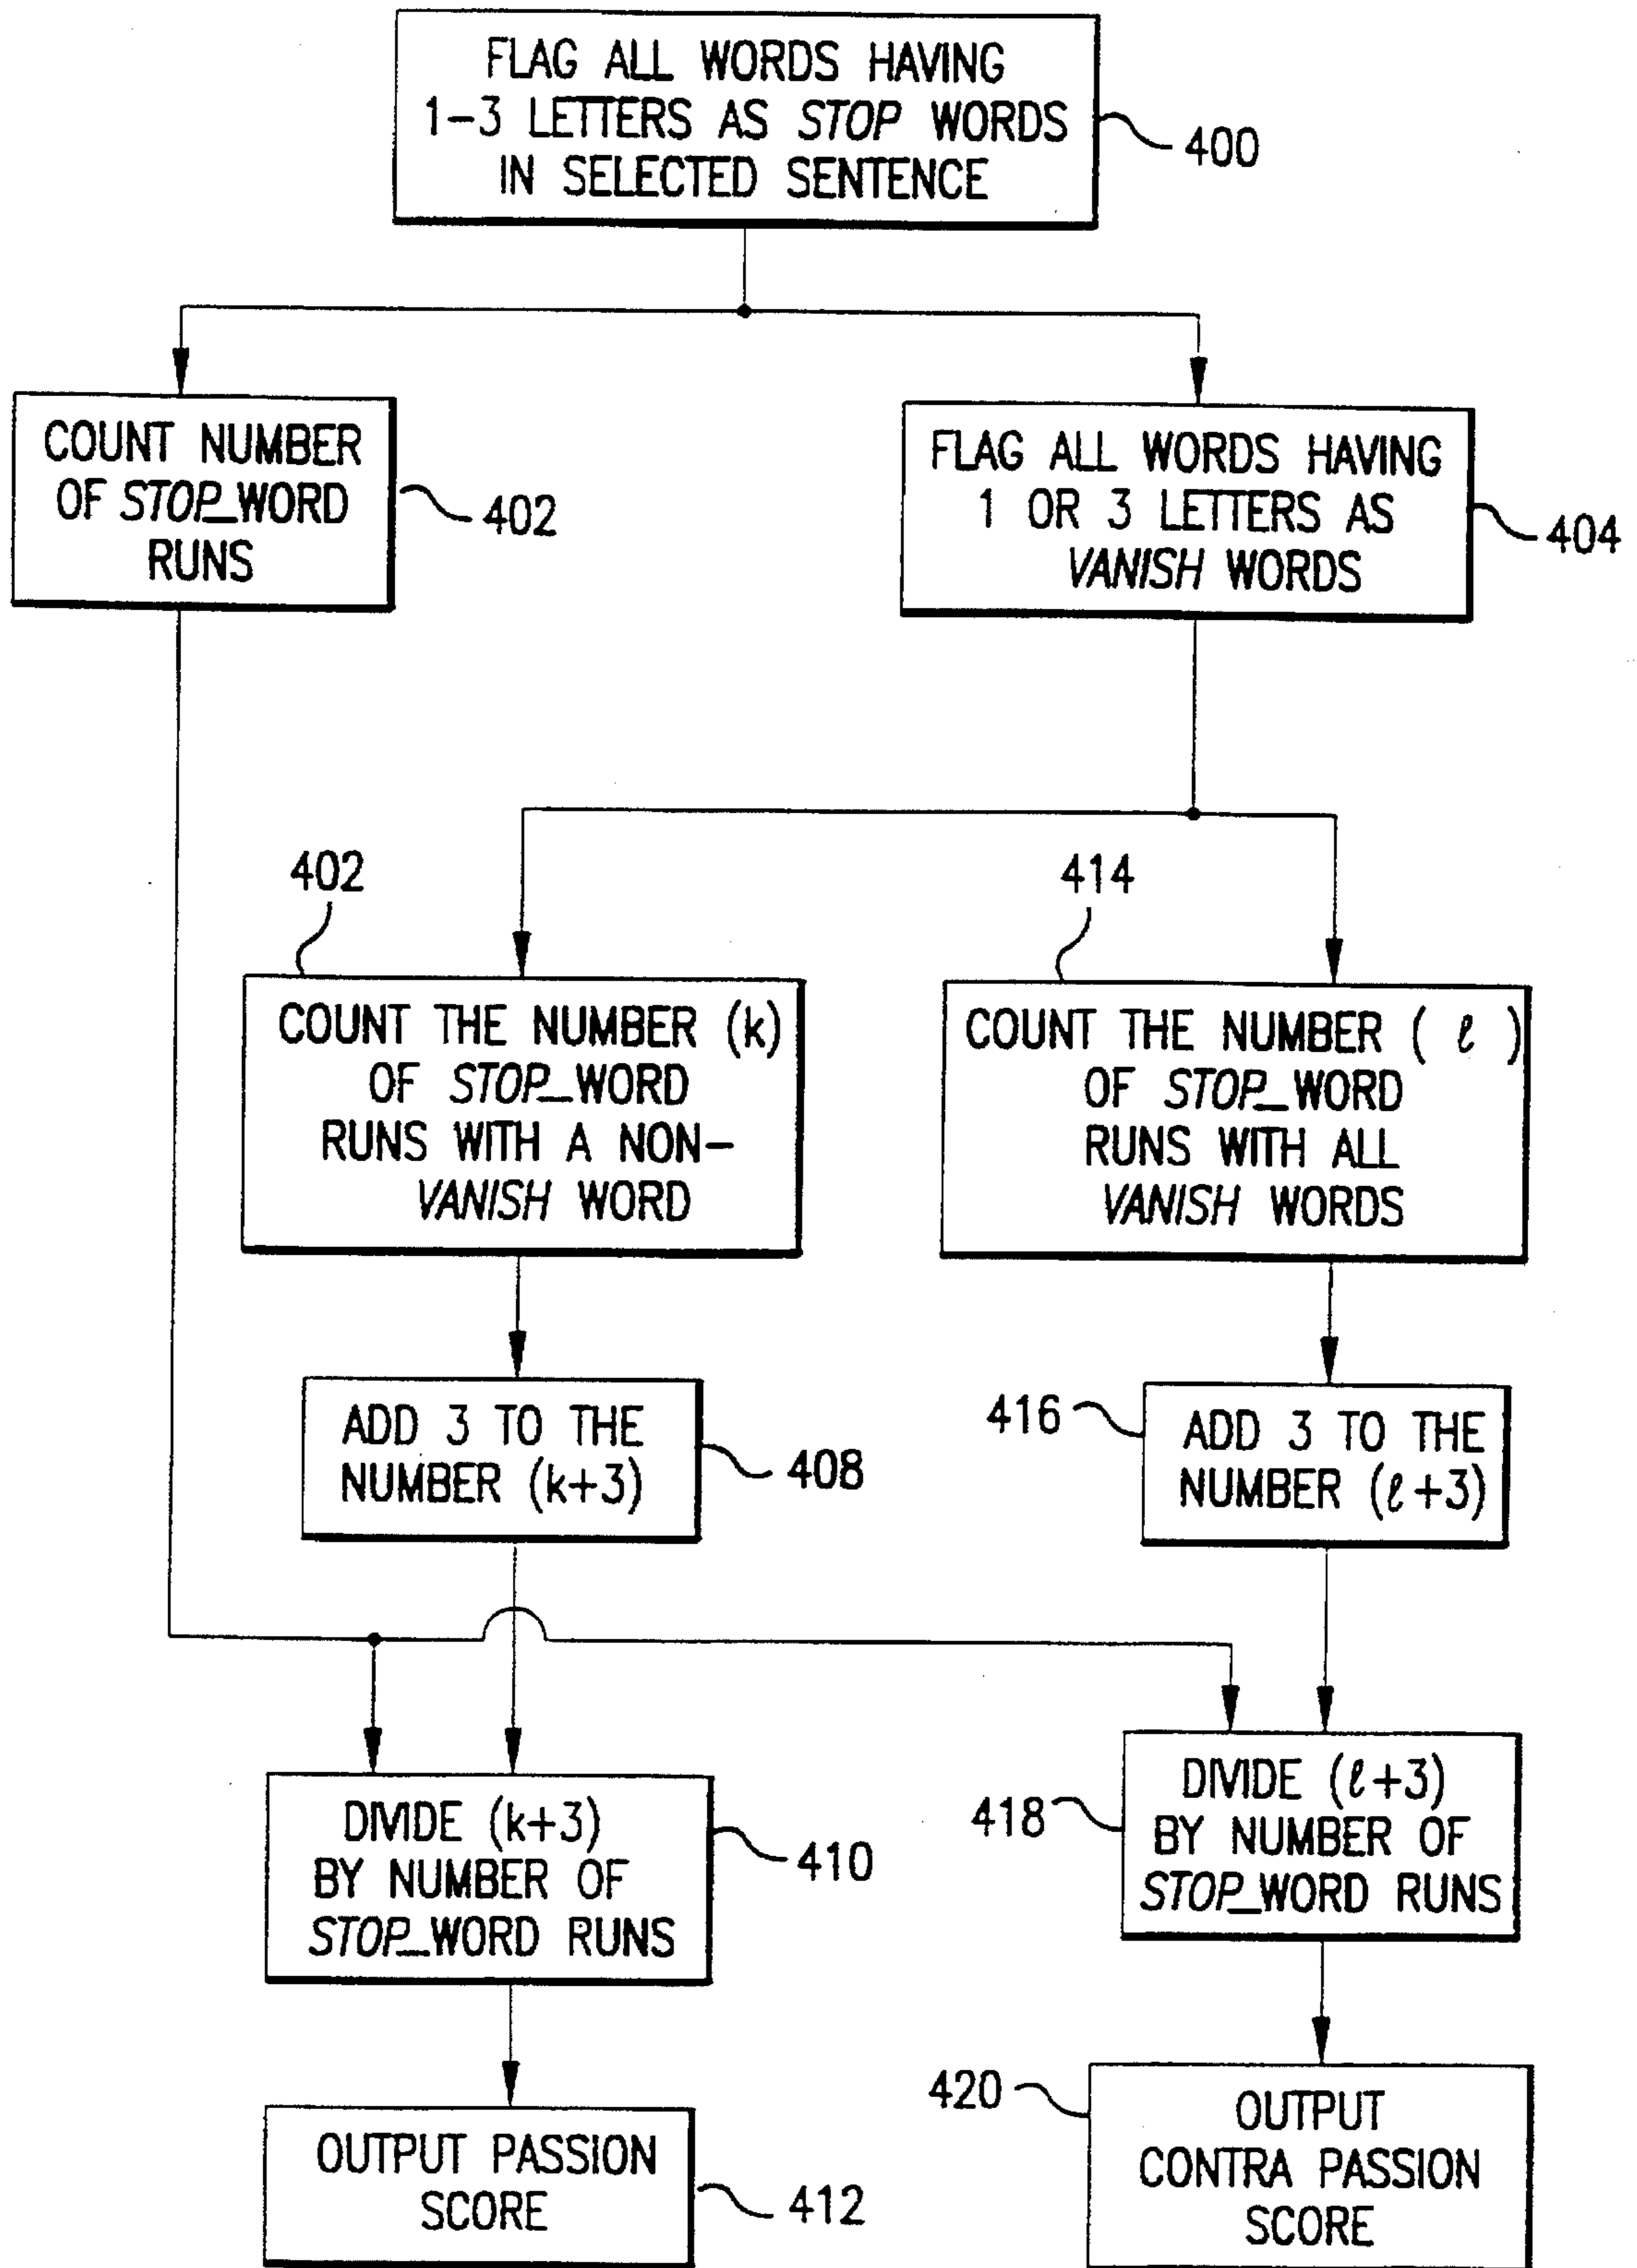 FLAG ALL WORDS HAVING
1-3 LETTERS AS STOP WORDS
IN SELECTED SENTENCE
400
COUNT NUMBER
OF STOP_WORD
RUNS
402
FLAG ALL WORDS HAVING
1 OR 3 LETTERS AS
VANISH WORDS
404
402
COUNT THE NUMBER (k)
OF STOP_WORD
RUNS WITH A NON-
VANISH WORD
414
COUNT THE NUMBER ( ℓ )
OF STOP_WORD
RUNS WITH ALL
VANISH WORDS
ADD 3 TO THE
NUMBER (k+3)
408
416
ADD 3 TO THE
NUMBER (ℓ+3)
DIVIDE (k+3)
BY NUMBER OF
STOP_WORD RUNS
410
418
DIVIDE (ℓ+3)
BY NUMBER OF
STOP_WORD RUNS
OUTPUT PASSION
SCORE
412
420
OUTPUT
CONTRA PASSION
SCORE